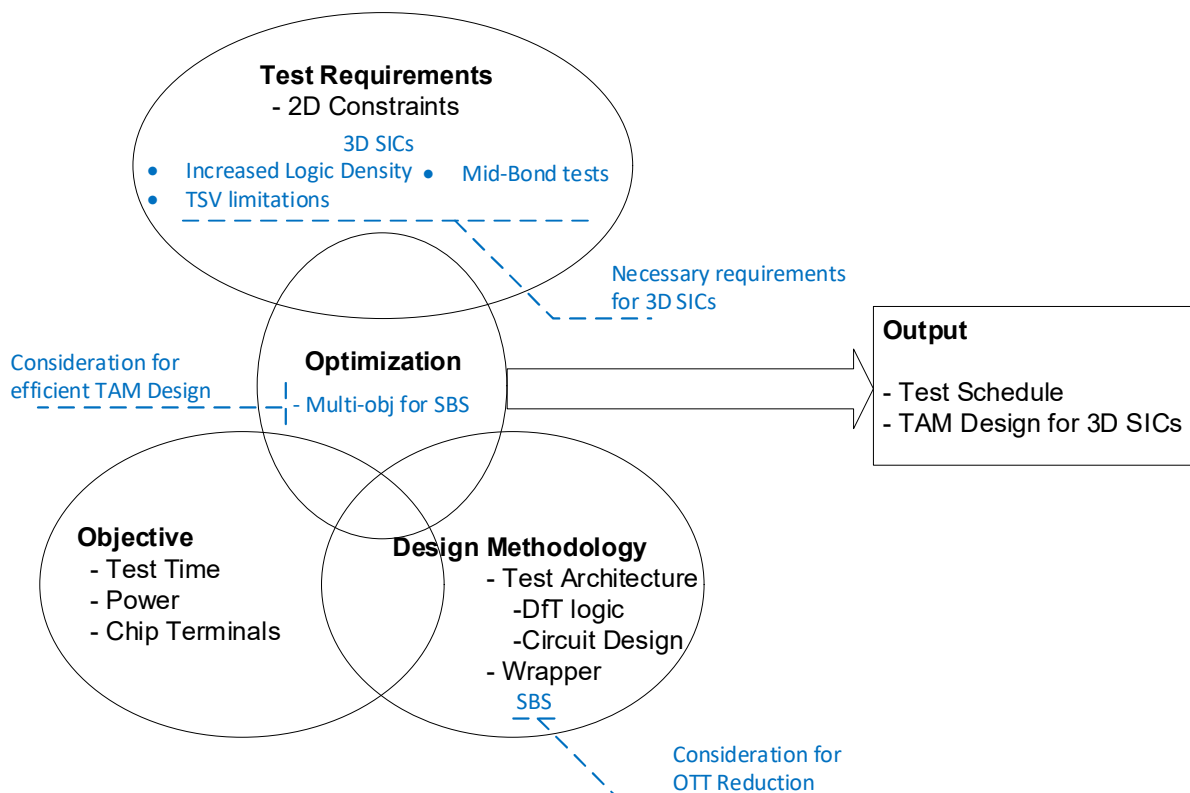 Test Requirements
- 2D Constraints
3D SICs
• Increased Logic Density
• Mid-Bond tests
• TSV limitations
Necessary requirements
for 3D SICs
Consideration for
efficient TAM Design
Optimization
- Multi-obj for SBS
Output
- Test Schedule
- TAM Design for 3D SICs
Objective
- Test Time
- Power
- Chip Terminals
Design Methodology
- Test Architecture
-DfT logic
-Circuit Design
- Wrapper
SBS
Consideration for
OTT Reduction